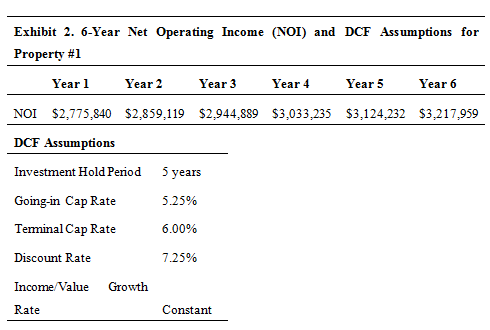 Exhibit 2. 6-Year Net Operating Income (NOI) and DCF Assumptions for
Property #1
Year 1 Year 2 Year 3 Year 4 Year 5 Year 6
NOI $2,775,840 $2,859,119 $2,944,889 $3,033,235 $3,124,232 $3,217,959
DCF Assumptions
Investment Hold Period 5 years
Going-in Cap Rate 5.25%
Terminal Cap Rate 6.00%
Discount Rate 7.25%
Income/Value Growth
Rate Constant